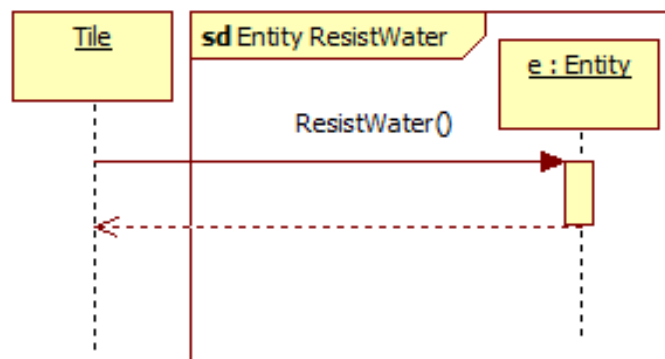 Tile
sd Entity ResistWater
e : Entity
ResistWater()